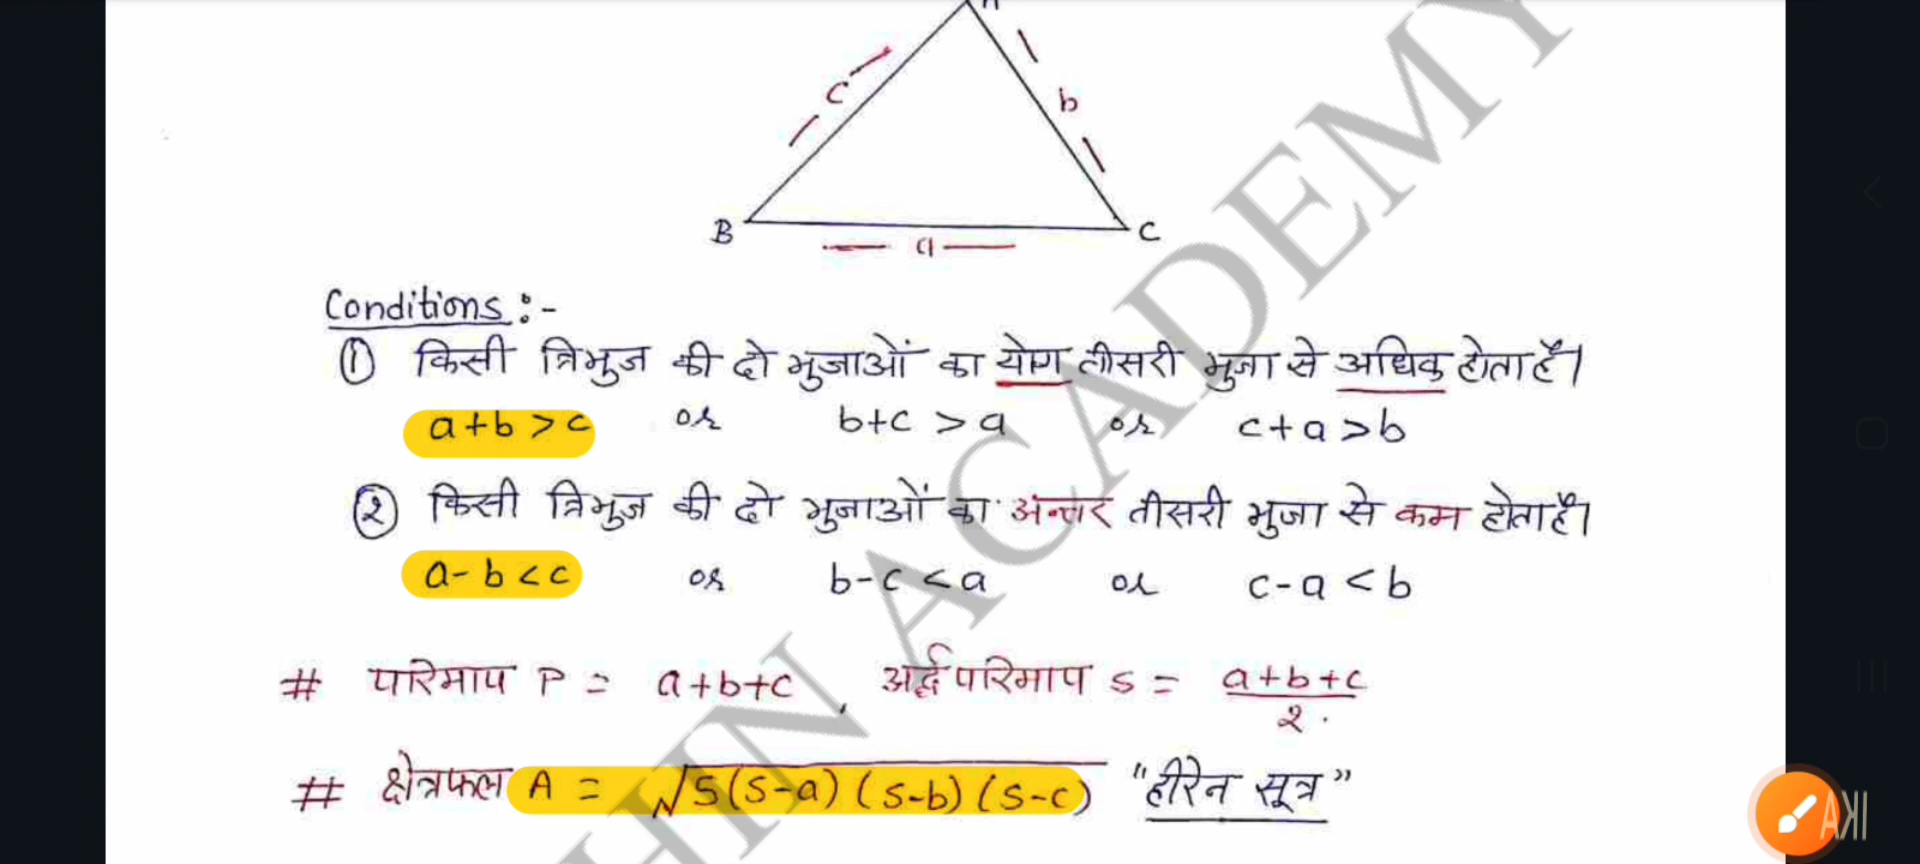 A
c
b
B
a
C
Conditions :-
① किसी त्रिभुज की दो भुजाओं का योग तीसरी भुजा से अधिक होता है।
a+b>c or b+c >a or c+a >b
② किसी त्रिभुज की दो भुजाओं का अन्तर तीसरी भुजा से कम होता है।
a-b<c or b-c <a or c-a <b
# परिमाप P = a+b+c , अर्द्धपरिमाप s = a+b+c/2
# क्षेत्रफल A = √s(s-a)(s-b)(s-c) "हीरेन सूत्र"
HN ACADEMY